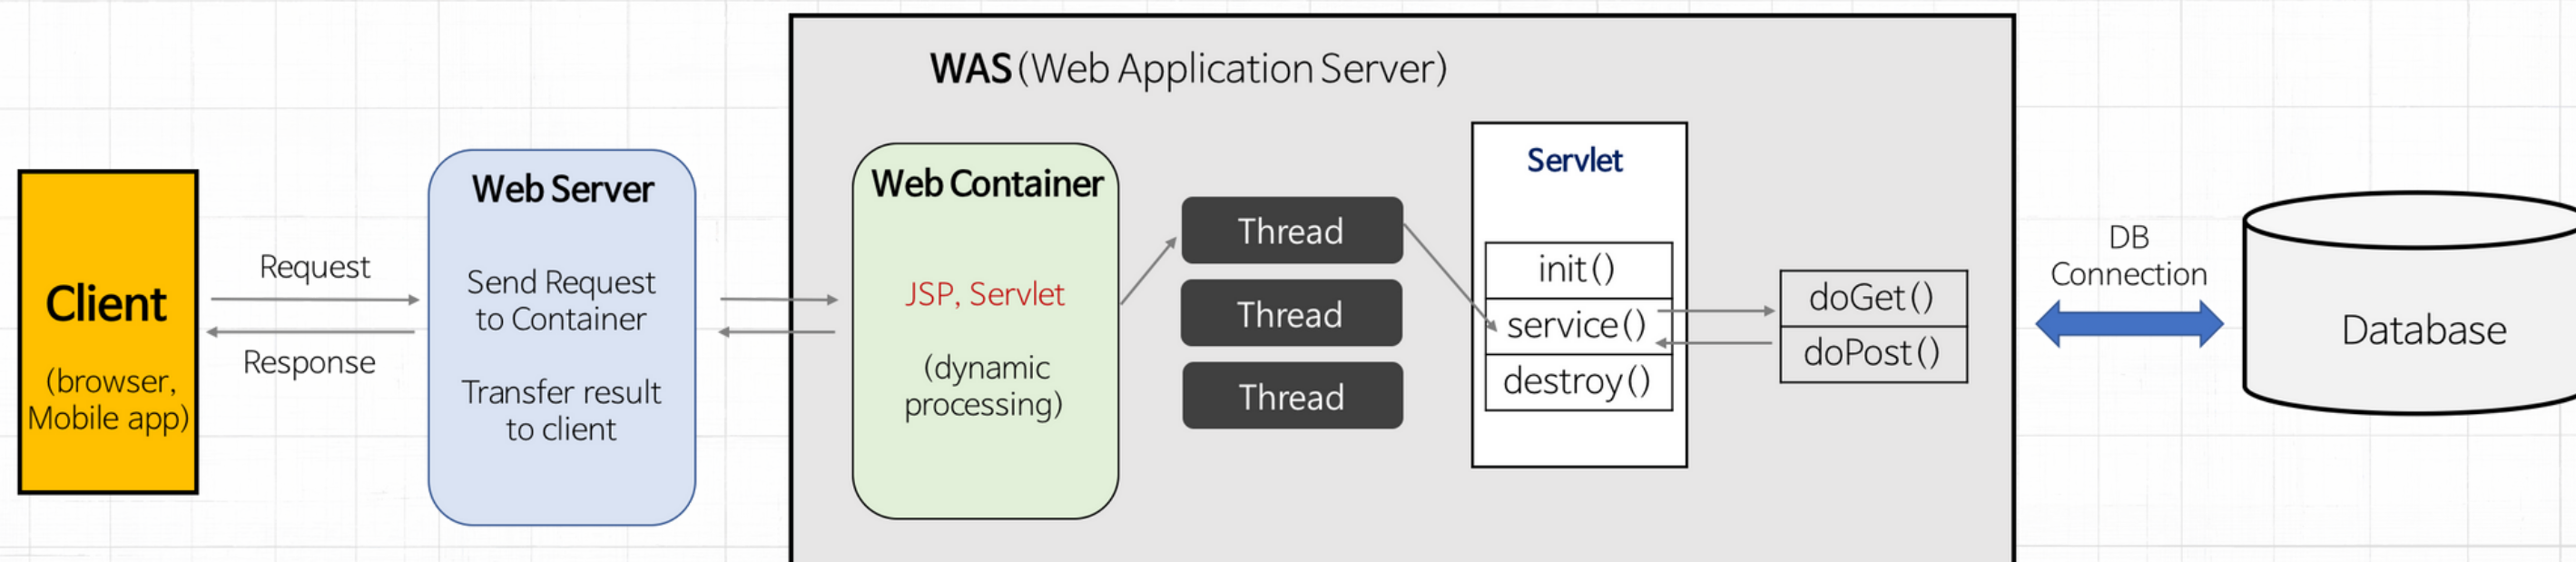 WAS(Web Application Server)
Client
(browser,
Mobile app)
Request
Response
Web Server
Send Request
to Container
Transfer result
to client
Web Container
JSP, Servlet
(dynamic
processing)
Thread
Thread
Thread
Servlet
init()
service()
destroy()
doGet()
doPost()
DB
Connection
Database